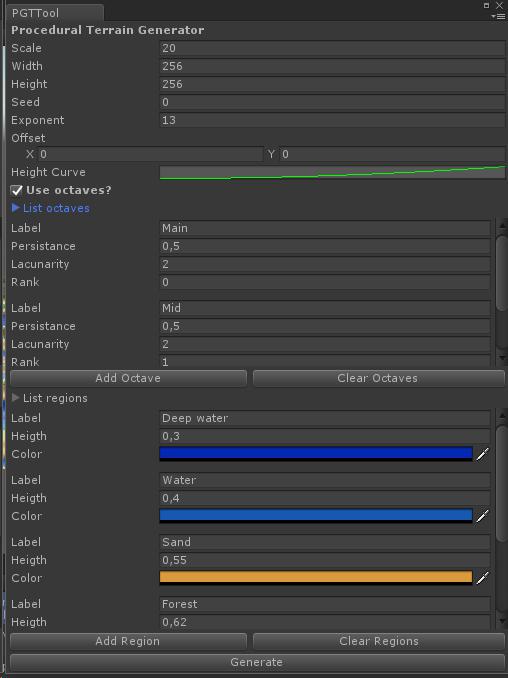 PGTTool
Procedural Terrain Generator
Scale 20
Width 256
Height 256
Seed 0
Exponent 13
Offset
X 0 Y 0
Height Curve
Use octaves?
List octaves
Label Main
Persistance 0,5
Lacunarity 2
Rank 0
Label Mid
Persistance 0,5
Lacunarity 2
Rank 1
Add Octave Clear Octaves
List regions
Label Deep water
Heigth 0,3
Color
Label Water
Heigth 0,4
Color
Label Sand
Heigth 0,55
Color
Label Forest
Heigth 0,62
Add Region Clear Regions
Generate